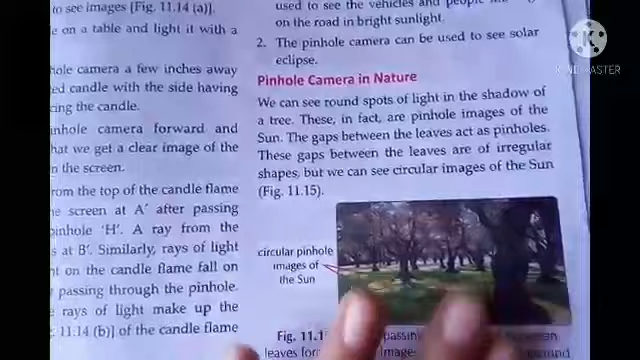 to see images [Fig. 11.14 (a)].
e on a table and light it with a
hole camera a few inches away
ed candle with the side having
ing the candle.
inhole camera forward and
hat we get a clear image of the
n the screen.
rom the top of the candle flame
e screen at A' after passing
pinhole 'H'. A ray from the
s at B'. Similarly, rays of light
nt on the candle flame fall on
passing through the pinhole.
rays of light make up the
11.14 (b)] of the candle flame
used to see the vehicles and
on the road in bright sunlight.
2. The pinhole camera can be used to see solar
eclipse.
Pinhole Camera in Nature
We can see round spots of light in the shadow of
a tree. These, in fact, are pinhole images of the
Sun. The gaps between the leaves act as pinholes.
These gaps between the leaves are of irregular
shapes, but we can see circular images of the Sun
(Fig. 11.15).
circular pinhole
images of
the Sun
Fig. 11.1
leaves for
K
KINEMASTER